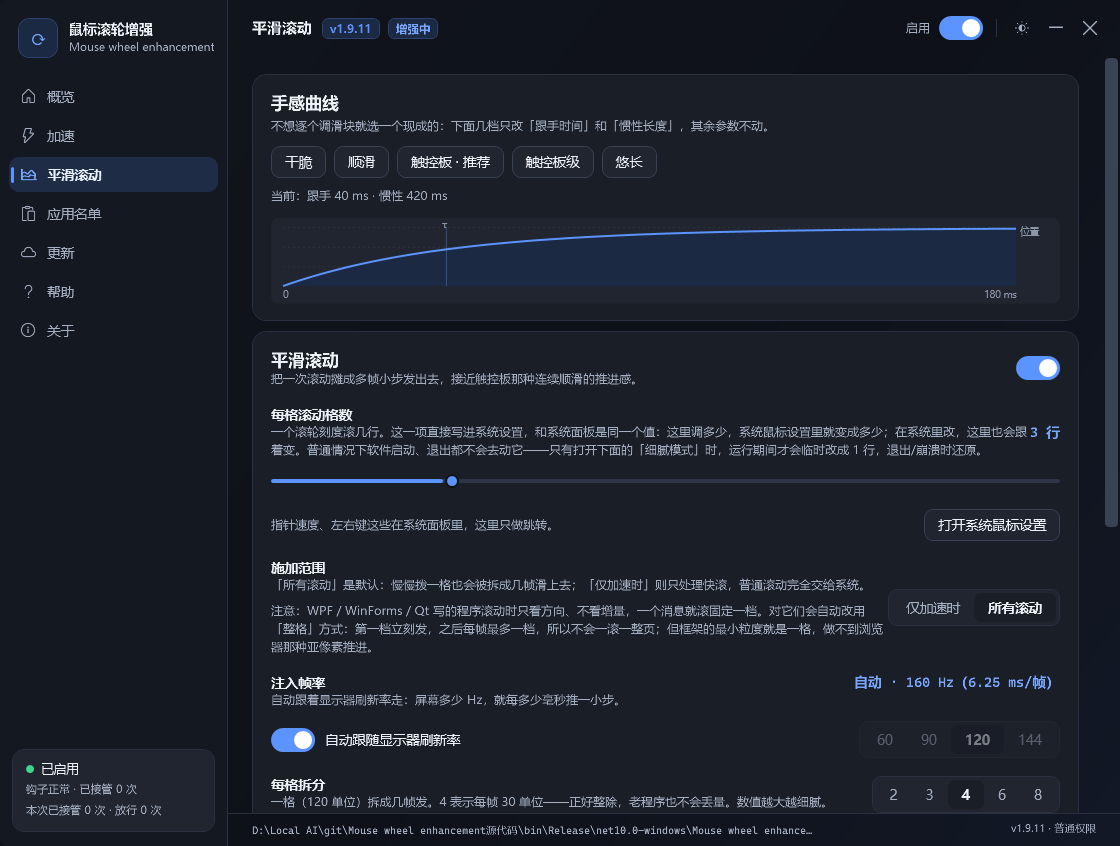 鼠标滚轮增强
Mouse wheel enhancement
概览
加速
平滑滚动
应用名单
更新
帮助
关于
已启用
钩子正常 · 已接管 0 次
本次已接管 0 次 · 放行 0 次
平滑滚动 v1.9.11 增强中
启用
手感曲线
不想逐个调滑块就选一个现成的：下面几档只改「跟手时间」和「惯性长度」，其余参数不动。
干脆 顺滑 触控板 · 推荐 触控板级 悠长
当前：跟手 40 ms · 惯性 420 ms
τ
位置
0
180 ms
平滑滚动
把一次滚动摊成多帧小步发出去，接近触控板那种连续顺滑的推进感。
每格滚动格数
一个滚轮刻度滚几行。这一项直接写进系统设置，和系统面板是同一个值：这里调多少，系统鼠标设置里就变成多少；在系统里改，这里也会跟
着变。普通情况下软件启动、退出都不会去动它——只有打开下面的「细腻模式」时，运行期间才会临时改成 1 行，退出/崩溃时还原。
3 行
指针速度、左右键这些在系统面板里，这里只做跳转。
打开系统鼠标设置
施加范围
「所有滚动」是默认：慢慢拨一格也会被拆成几帧滑上去；「仅加速时」则只处理快滚，普通滚动完全交给系统。
注意：WPF / WinForms / Qt 写的程序滚动时只看方向、不看增量，一个消息就滚固定一档。对它们会自动改用
「整格」方式：第一档立刻发，之后每帧最多一档，所以不会一滚一整页；但框架的最小粒度就是一格，做不到浏览
器那种亚像素推进。
仅加速时 所有滚动
注入帧率
自动跟着显示器刷新率走：屏幕多少 Hz，就每多少毫秒推一小步。
自动 · 160 Hz (6.25 ms/帧)
自动跟随显示器刷新率
60 90 120 144
每格拆分
一格（120 单位）拆成几帧发。4 表示每帧 30 单位——正好整除，老程序也不会丢量。数值越大越细腻。
2 3 4 6 8
D:\Local AI\git\Mouse wheel enhancement源代码\bin\Release\net10.0-windows\Mouse wheel enhance…
v1.9.11 · 普通权限